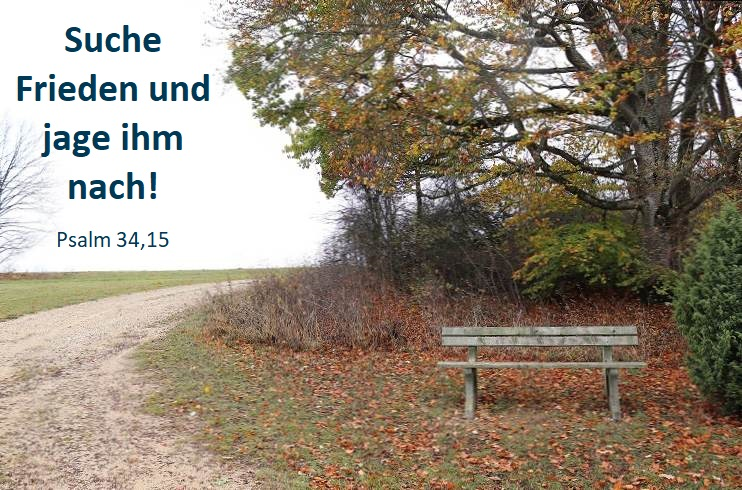 Suche
Frieden und
jage ihm
nach!
Psalm 34,15